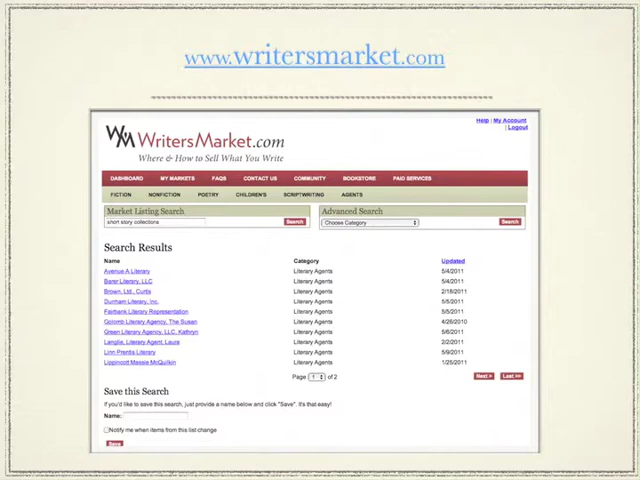 www.writersmarket.com
Help | My Account
| Logout
WM WritersMarket.com
Where & How to Sell What You Write
DASHBOARD MY MARKETS FAQS CONTACT US COMMUNITY BOOKSTORE PAID SERVICES
FICTION NONFICTION POETRY CHILDREN'S SCRIPTWRITING AGENTS
Market Listing Search Advanced Search
short story collections Search Choose Category Search
Search Results
Name Category Updated
Avenue A Literary Literary Agents 5/4/2011
Barer Literary, LLC Literary Agents 5/4/2011
Brown, Ltd., Curtis Literary Agents 2/18/2011
Dunham Literary, Inc. Literary Agents 5/5/2011
Fairbank Literary Representation Literary Agents 5/5/2011
Golomb Literary Agency, The Susan Literary Agents 4/26/2010
Green Literary Agency, LLC, Kathryn Literary Agents 5/6/2011
Langlie, Literary Agent, Laura Literary Agents 2/2/2011
Linn Prentis Literary Literary Agents 5/9/2011
Lippincott Massie McQuilkin Literary Agents 1/25/2011
Page 1 of 2 Next > Last >>
Save this Search
If you'd like to save this search, just provide a name below and click "Save". It's that easy!
Name:
Notify me when items from this list change
Save